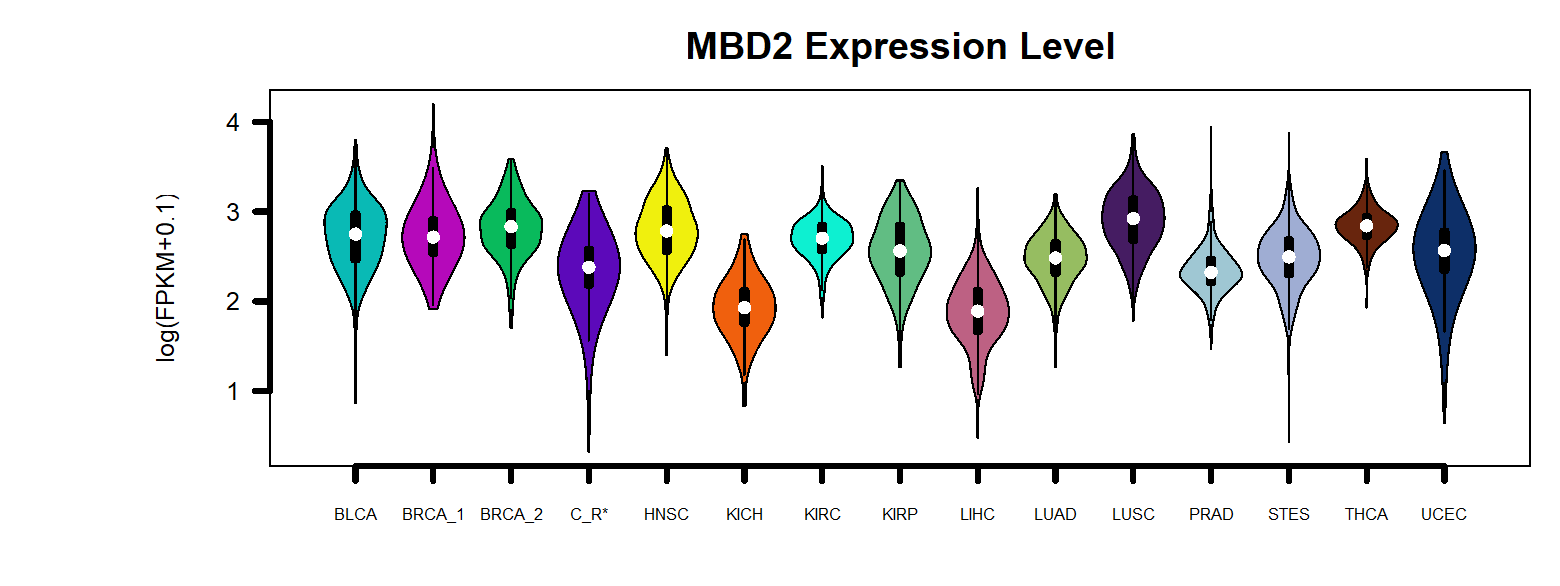 MBD2 Expression Level
log(FPKM+0.1)
4
3
2
1
BLCA BRCA_1 BRCA_2 C_R* HNSC KICH KIRC KIRP LIHC LUAD LUSC PRAD STES THCA UCEC